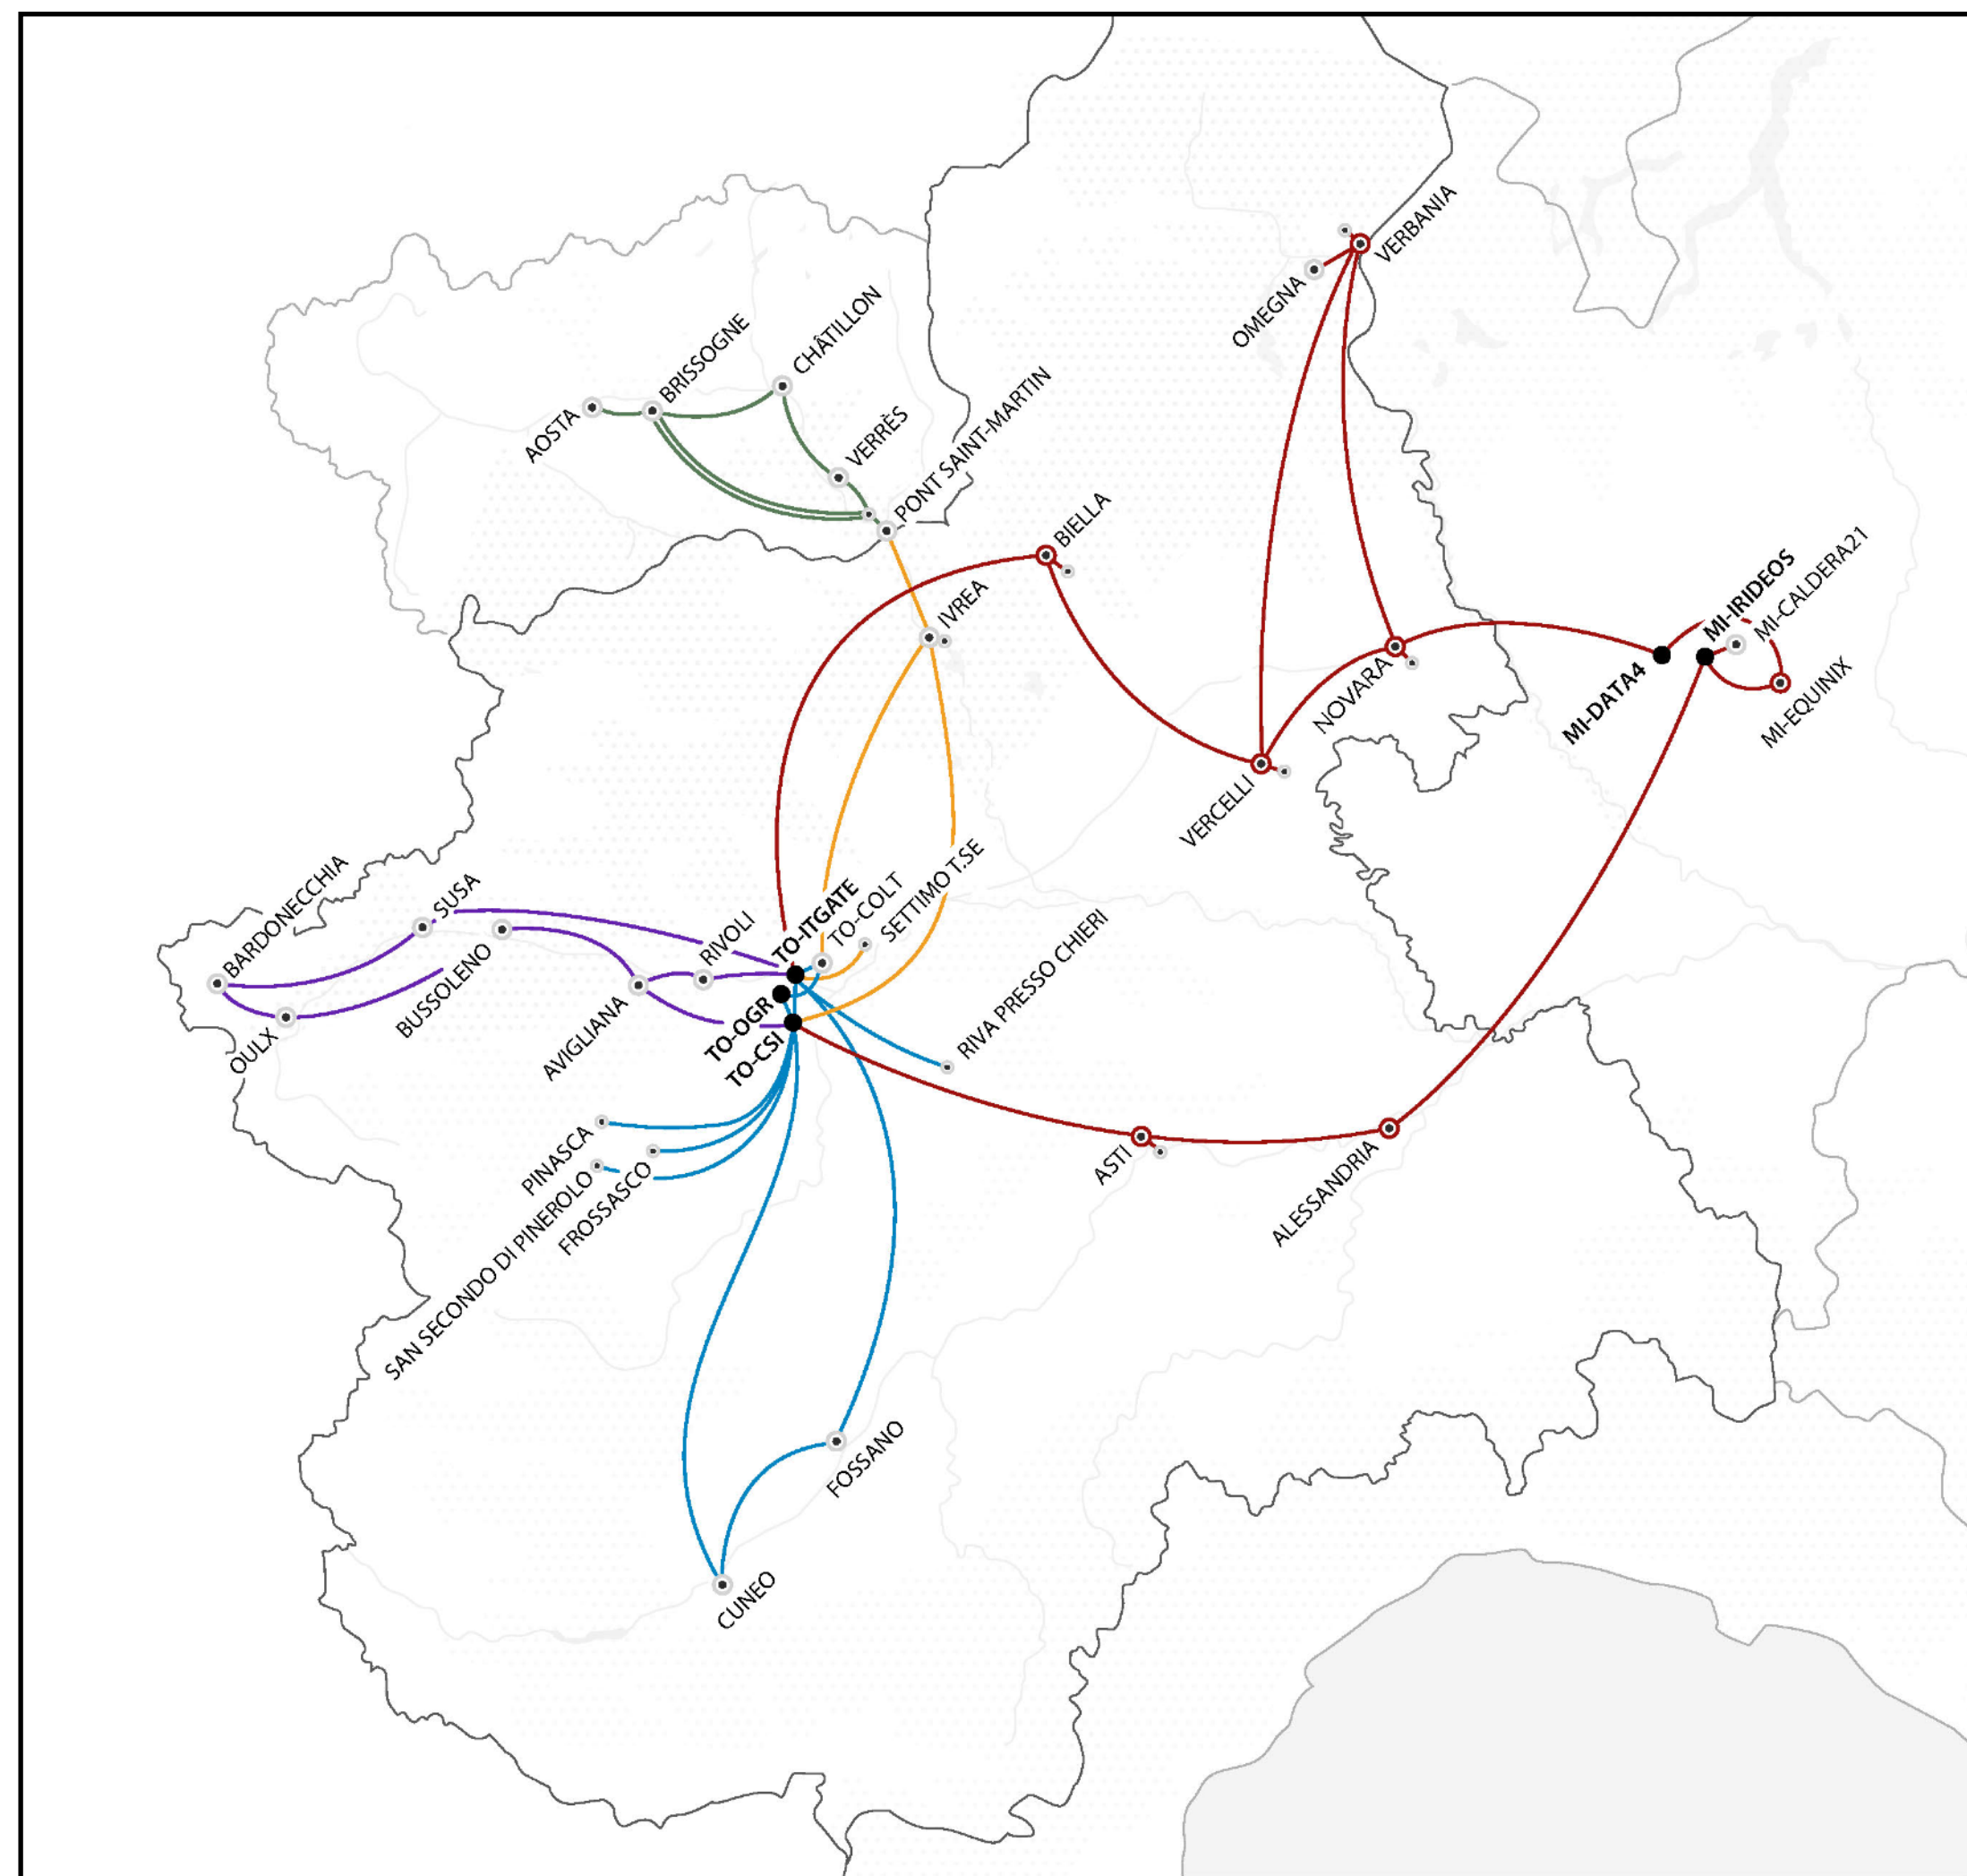 VERBANIA
OMEGNA
CHÂTILLON
BRISSOGNE
AOSTA
VERRÈS
PONT SAINT-MARTIN
BIELLA
IVREA
MI-IRIDEOS
MI-CALDERA21
NOVARA
MI-DATA4
MI-EQUINIX
VERCELLI
BARDONECCHIA
SUSA
RIVOLI
TO-ITGATE
TO-COLT
SETTIMO T.SE
RIVA PRESSO CHIERI
OULX
BUSSOLENO
AVIGLIANA
TO-OGR
TO-CSI
PINASCA
SAN SECONDO DI PINEROLO
FROSSASCO
ASTI
ALESSANDRIA
FOSSANO
CUNEO